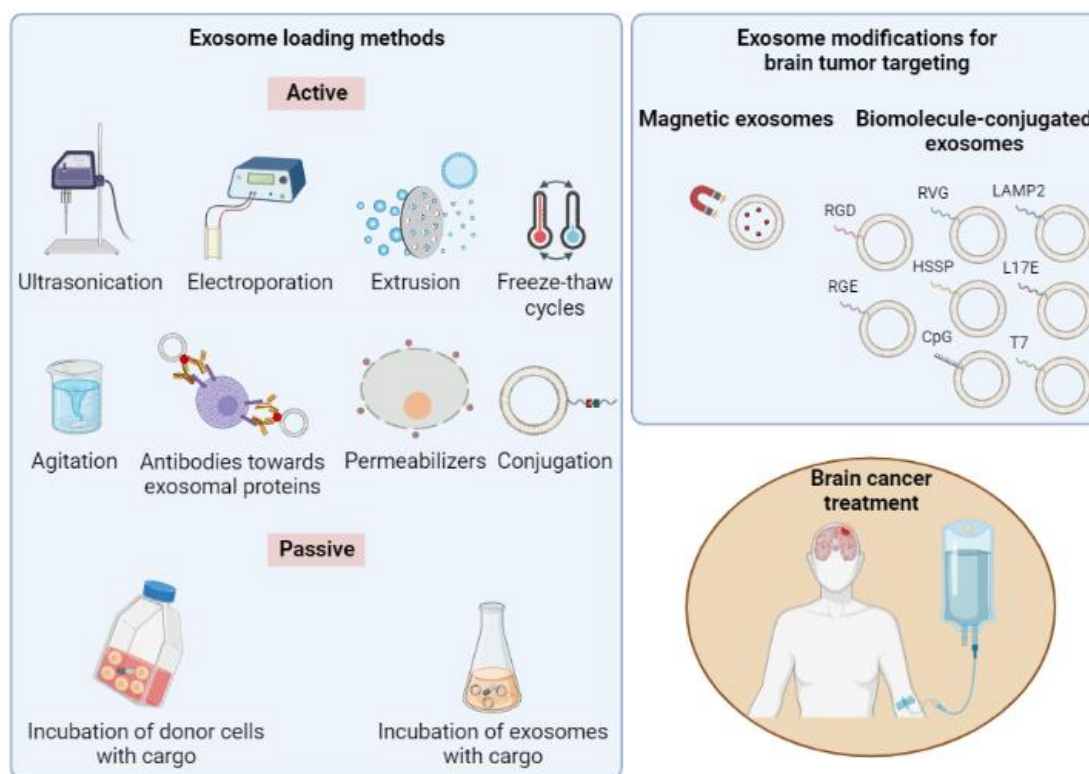 Exosome loading methods
Active
Ultrasonication
Electroporation
Extrusion
Freeze-thaw
cycles
Agitation
Antibodies towards
exosomal proteins
Permeabilizers
Conjugation
Passive
Incubation of donor cells
with cargo
Incubation of exosomes
with cargo
Exosome modifications for
brain tumor targeting
Magnetic exosomes
Biomolecule-conjugated
exosomes
RGD
RVG
LAMP2
RGE
HSSP
L17E
CpG
T7
Brain cancer
treatment